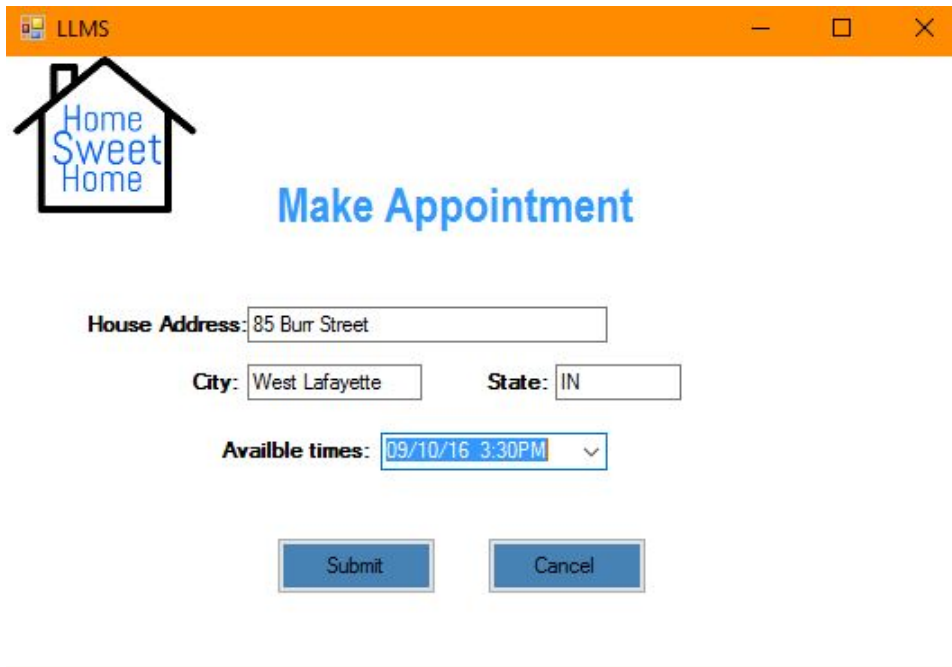 LLMS
Home
Sweet
Home
Make Appointment
House Address: 85 Burr Street
City: West Lafayette State: IN
Availble times: 09/10/16 3:30PM
Submit Cancel